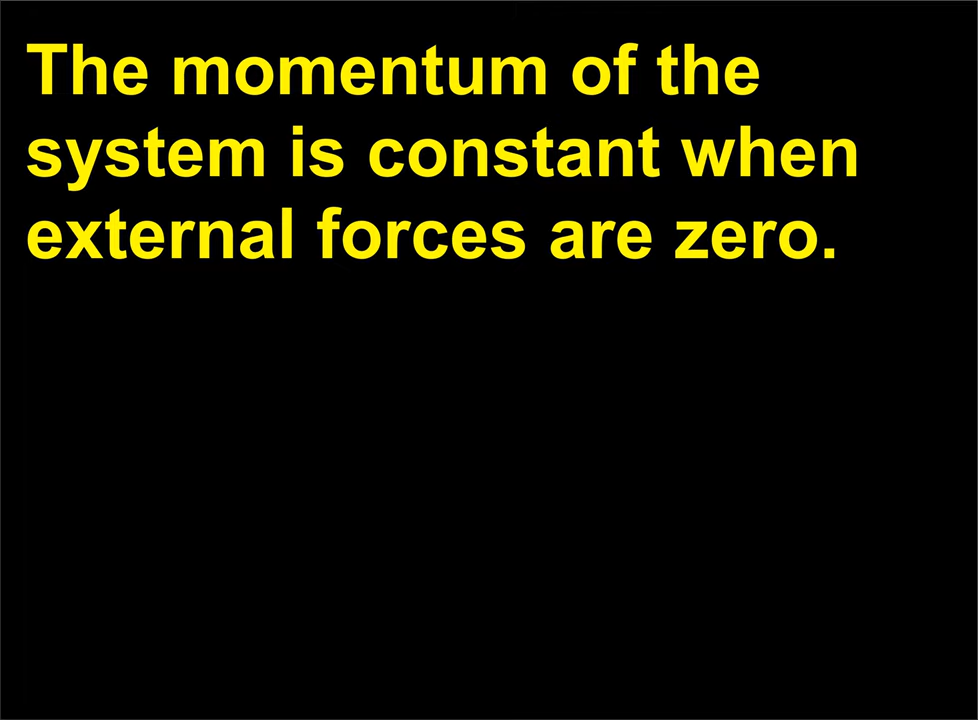 The momentum of the
system is constant when
external forces are zero.